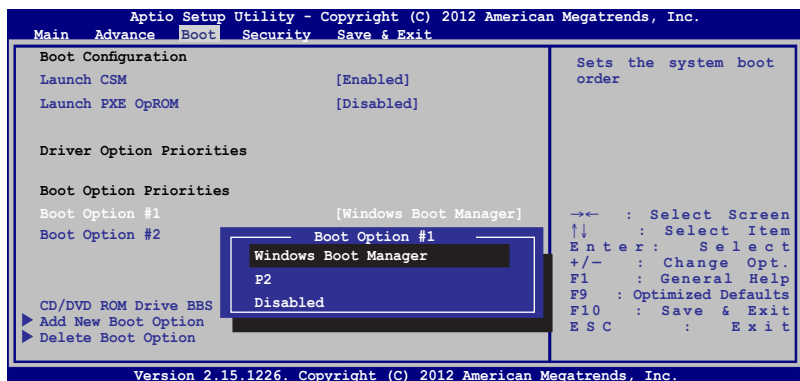 Aptio Setup Utility - Copyright (C) 2012 American Megatrends, Inc.
Main Advance Boot Security Save & Exit
Boot Configuration
Launch CSM [Enabled]
Launch PXE OpROM [Disabled]
Driver Option Priorities
Boot Option Priorities
Boot Option #1 [Windows Boot Manager]
Boot Option #2
CD/DVD ROM Drive BBS
Add New Boot Option
Delete Boot Option
Boot Option #1
Windows Boot Manager
P2
Disabled
Sets the system boot
order
→← : Select Screen
↑↓ : Select Item
Enter: Select
+/— : Change Opt.
F1 : General Help
F9 : Optimized Defaults
F10 : Save & Exit
ESC : Exit
Version 2.15.1226. Copyright (C) 2012 American Megatrends, Inc.